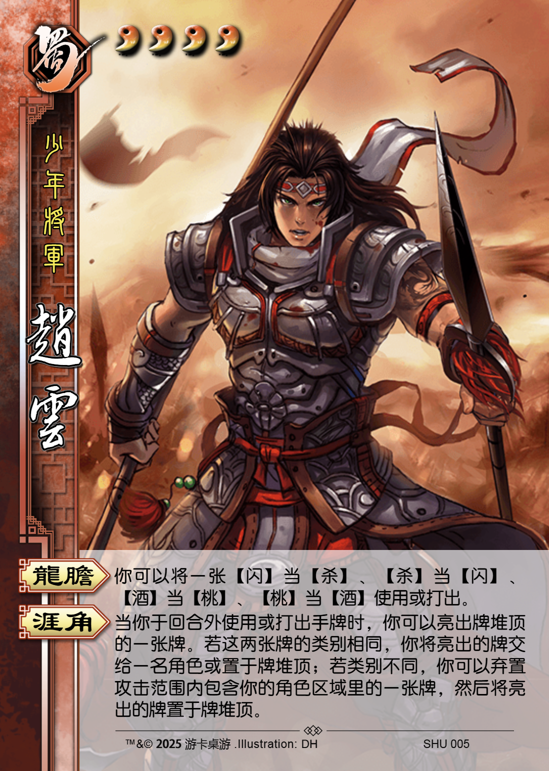 蜀
少年將軍
趙雲
龍膽
你可以将一张【闪】当【杀】、【杀】当【闪】、
【酒】当【桃】、【桃】当【酒】使用或打出。
涯角
当你于回合外使用或打出手牌时，你可以亮出牌堆顶
的一张牌。若这两张牌的类别相同，你将亮出的牌交
给一名角色或置于牌堆顶；若类别不同，你可以弃置
攻击范围内包含你的角色区域里的一张牌，然后将亮
出的牌置于牌堆顶。
™&© 2025 游卡桌游 .Illustration: DH
SHU 005